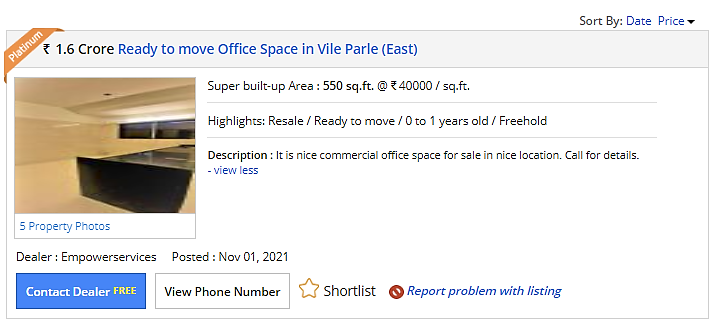 Sort By: Date Price
Platinum
₹ 1.6 Crore Ready to move Office Space in Vile Parle (East)
Super built-up Area : 550 sq.ft. @ ₹ 40000 / sq.ft.
Highlights: Resale / Ready to move / 0 to 1 years old / Freehold
Description : It is nice commercial office space for sale in nice location. Call for details.
- view less
5 Property Photos
Dealer : Empowerservices Posted : Nov 01, 2021
Contact Dealer FREE View Phone Number Shortlist Report problem with listing